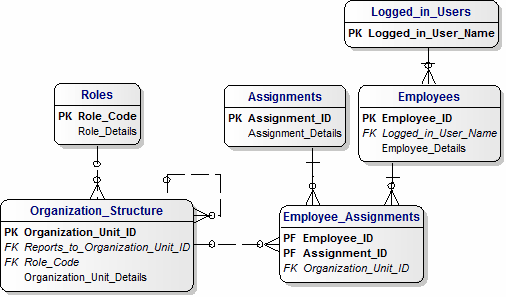 Logged_in_Users
PK Logged_in_User_Name
Roles
PK Role_Code
Role_Details
Assignments
PK Assignment_ID
Assignment_Details
Employees
PK Employee_ID
FK Logged_in_User_Name
Employee_Details
Organization_Structure
PK Organization_Unit_ID
FK Reports_to_Organization_Unit_ID
FK Role_Code
Organization_Unit_Details
Employee_Assignments
PF Employee_ID
PF Assignment_ID
FK Organization_Unit_ID